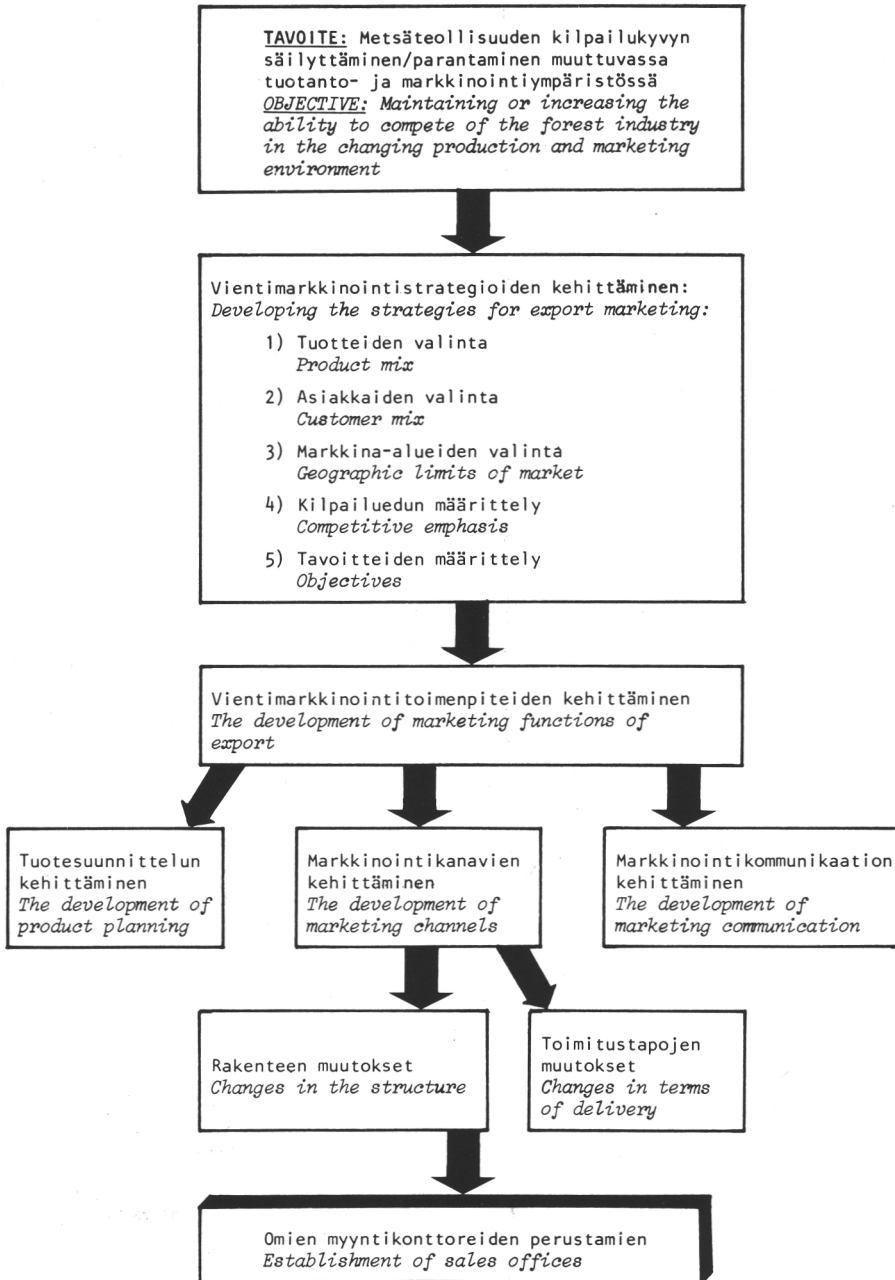 TAVOITE: Metsäteollisuuden kilpailukyvyn
säilyttäminen/parantaminen muuttuvassa
tuotanto- ja markkinointiympäristössä
OBJECTIVE: Maintaining or increasing the
ability to compete of the forest industry
in the changing production and marketing
environment
Vientimarkkinointistrategioiden kehittäminen:
Developing the strategies for export marketing:
1) Tuotteiden valinta
Product mix
2) Asiakkaiden valinta
Customer mix
3) Markkina-alueiden valinta
Geographic limits of market
4) Kilpailuedun määrittely
Competitive emphasis
5) Tavoitteiden määrittely
Objectives
Vientimarkkinointitoimenpiteiden kehittäminen
The development of marketing functions of
export
Tuotesuunnittelun
kehittäminen
The development of
product planning
Markkinointikanavien
kehittäminen
The development of
marketing channels
Markkinointikommunikaation
kehittäminen
The development of
marketing communication
Rakenteen muutokset
Changes in the structure
Toimitustapojen
muutokset
Changes in terms
of delivery
Omien myyntikonttoreiden perustamien
Establishment of sales offices